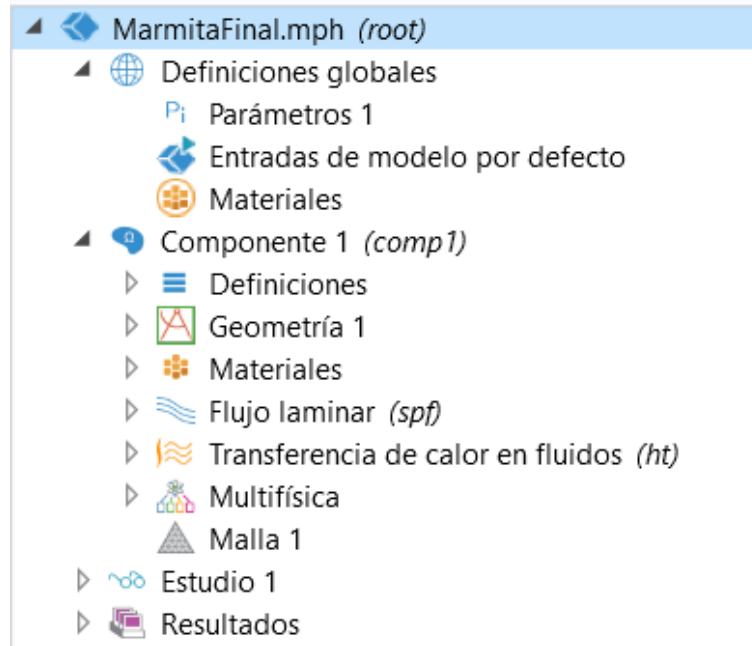 MarmitaFinal.mph (root)
Definiciones globales
Pi Parámetros 1
Entradas de modelo por defecto
Materiales
Componente 1 (comp1)
Definiciones
Geometría 1
Materiales
Flujo laminar (spf)
Transferencia de calor en fluidos (ht)
Multifísica
Malla 1
Estudio 1
Resultados